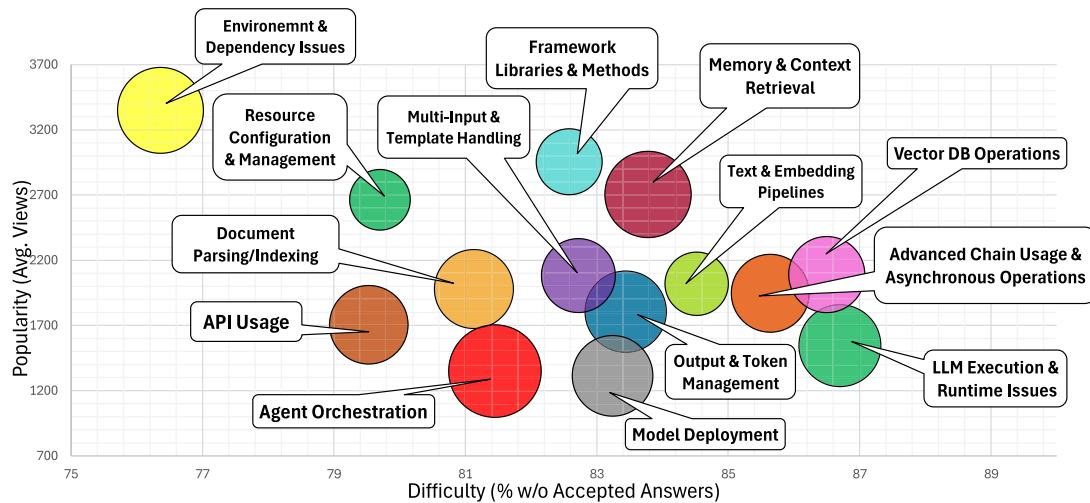 Environemnt &
Dependency Issues
Framework
Libraries & Methods
Memory & Context
Retrieval
Resource
Configuration
& Management
Multi-Input &
Template Handling
Vector DB Operations
Text & Embedding
Pipelines
Document
Parsing/Indexing
Advanced Chain Usage &
Asynchronous Operations
API Usage
Output & Token
Management
LLM Execution &
Runtime Issues
Agent Orchestration
Model Deployment
Popularity (Avg. Views)
3700
3200
2700
2200
1700
1200
700
75 77 79 81 83 85 87 89
Difficulty (% w/o Accepted Answers)